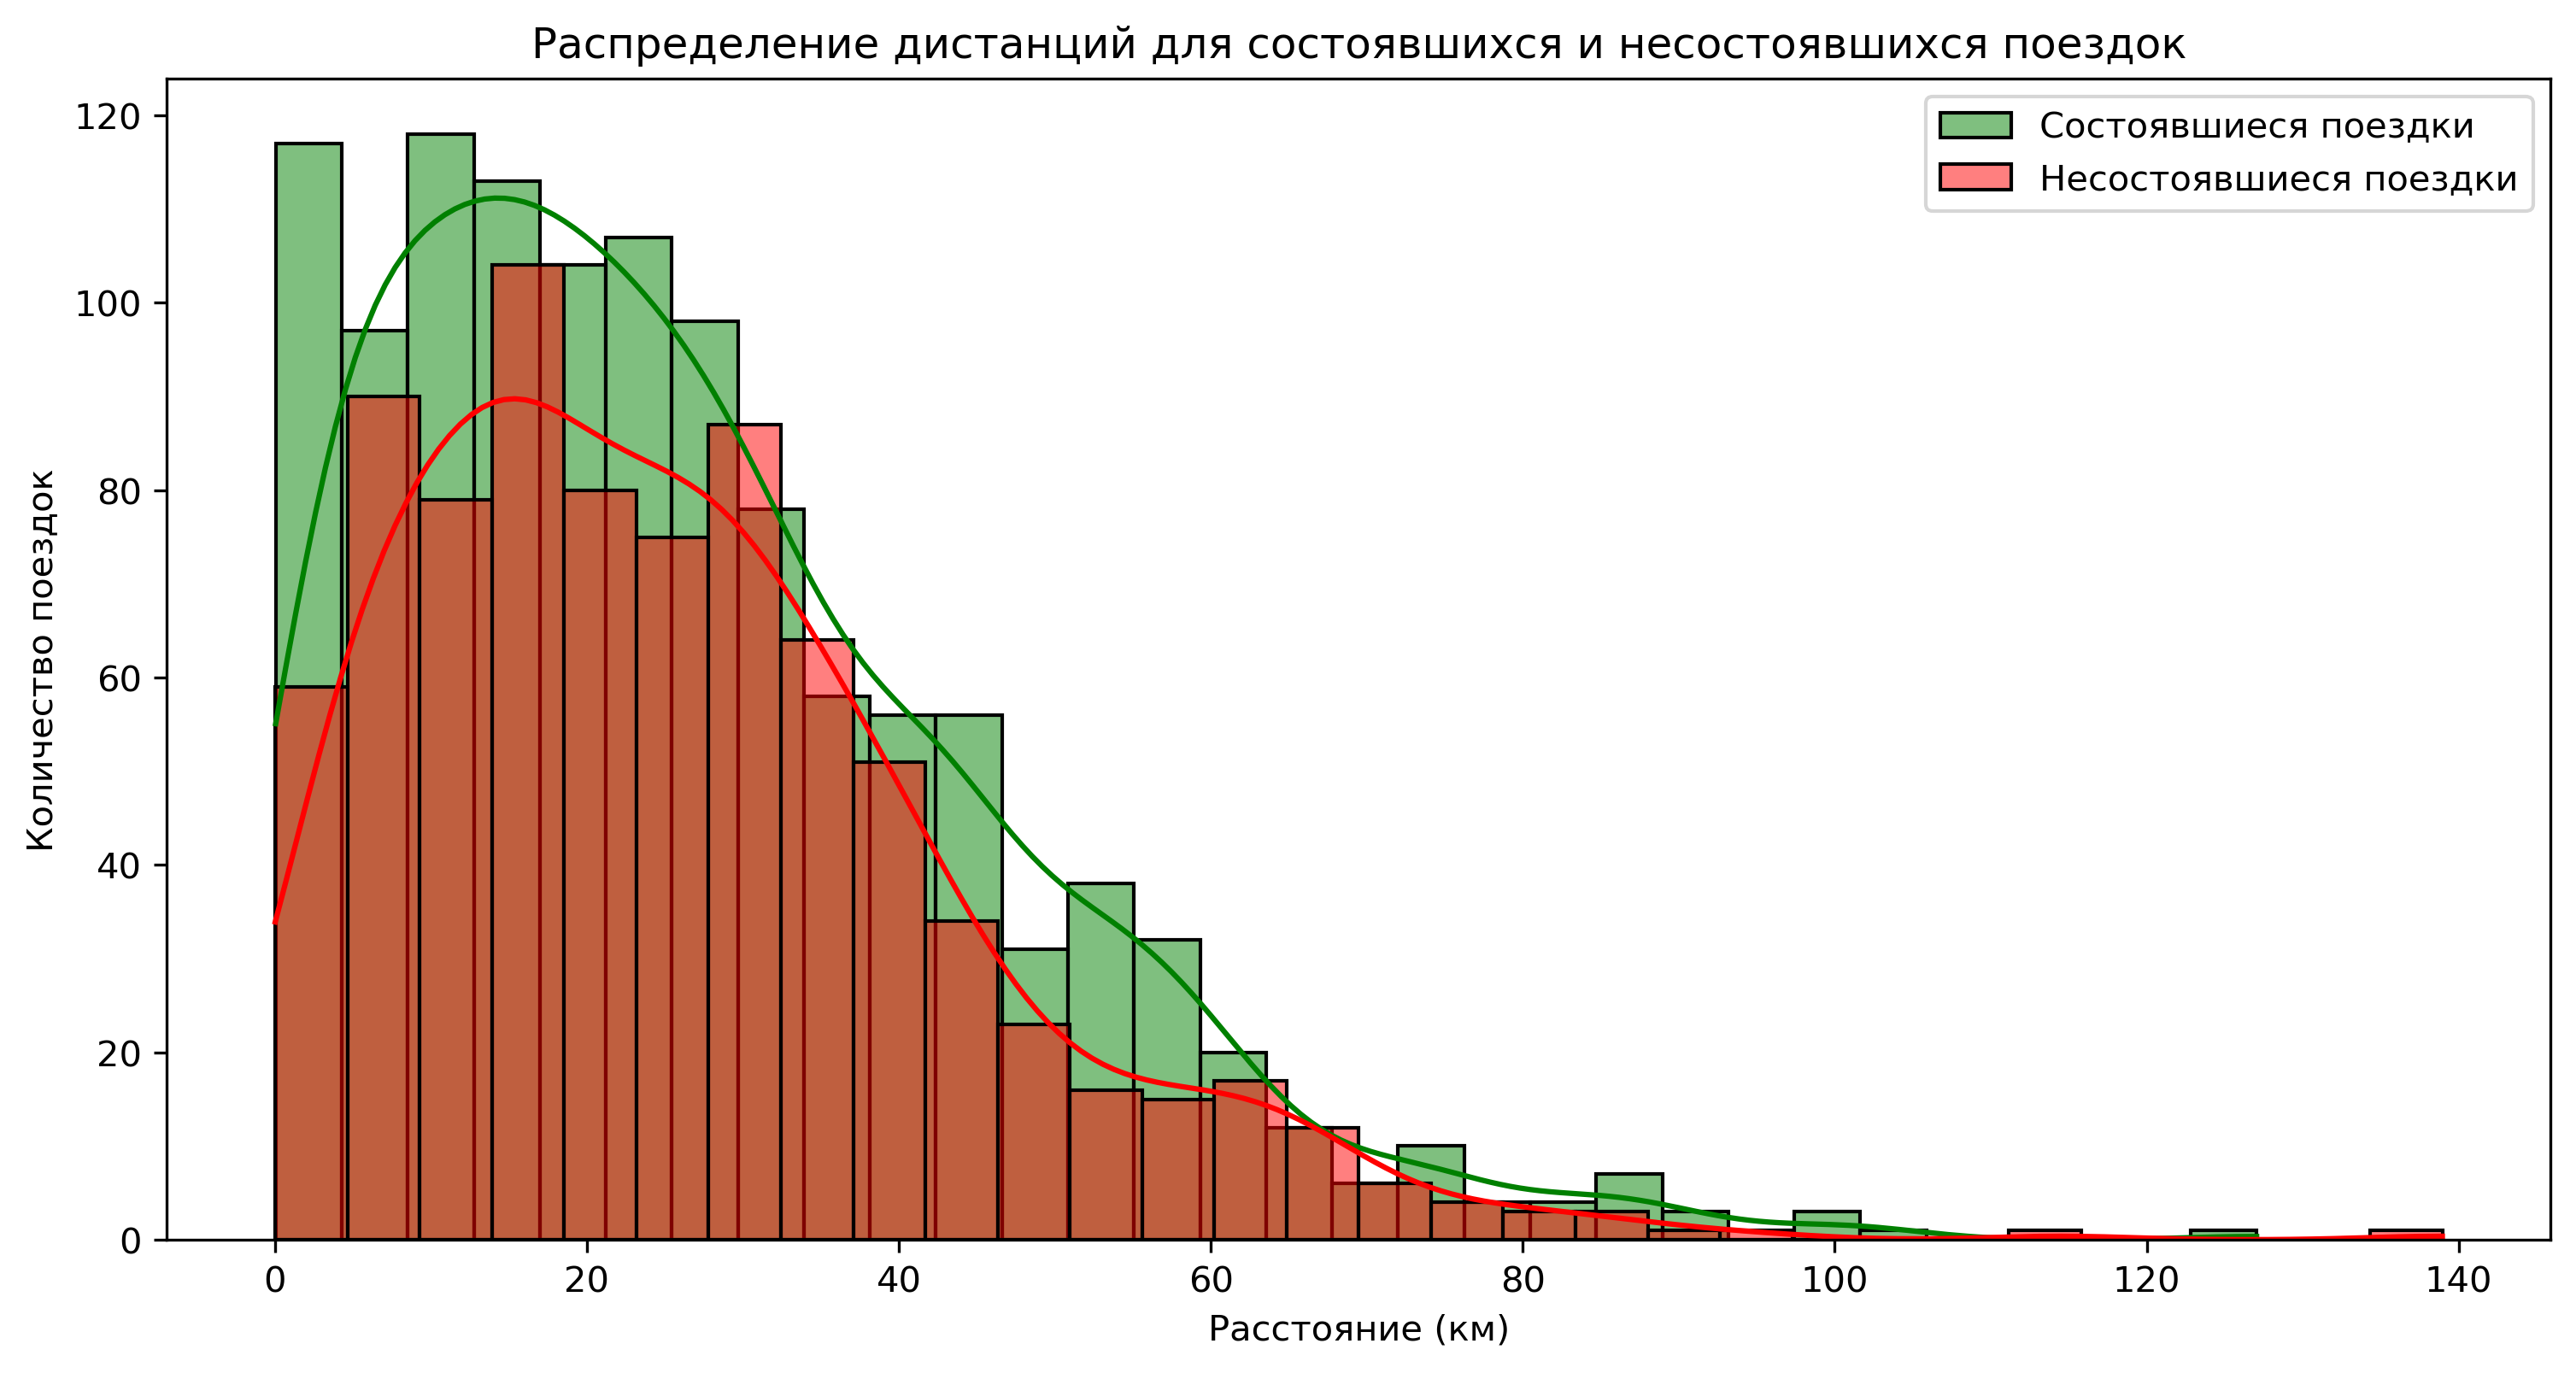 Распределение дистанций для состоявшихся и несостоявшихся поездок
Состоявшиеся поездки
Несостоявшиеся поездки
Количество поездок
120
100
80
60
40
20
0
0 20 40 60 80 100 120 140
Расстояние (км)